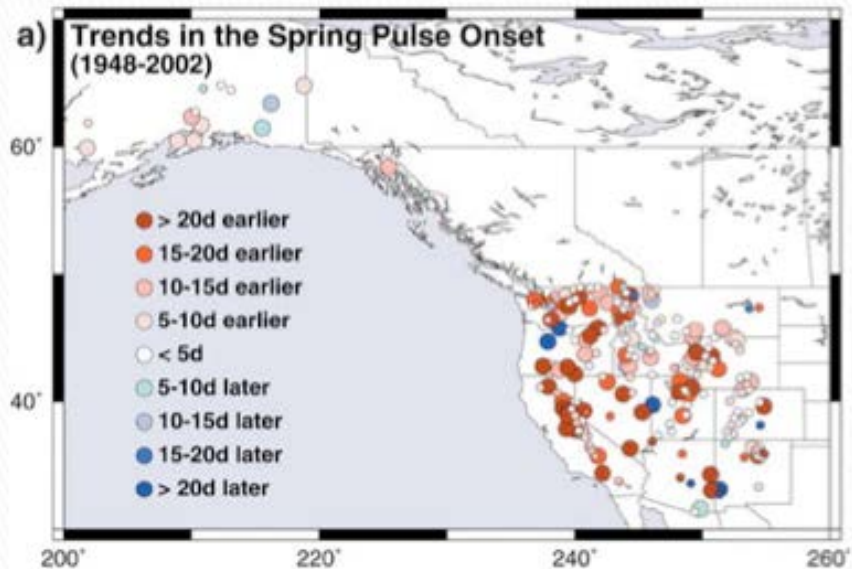 a) Trends in the Spring Pulse Onset
(1948-2002)
60˚
> 20d earlier
15-20d earlier
10-15d earlier
5-10d earlier
< 5d
5-10d later
40˚
10-15d later
15-20d later
> 20d later
200˚ 220˚ 240˚ 260˚